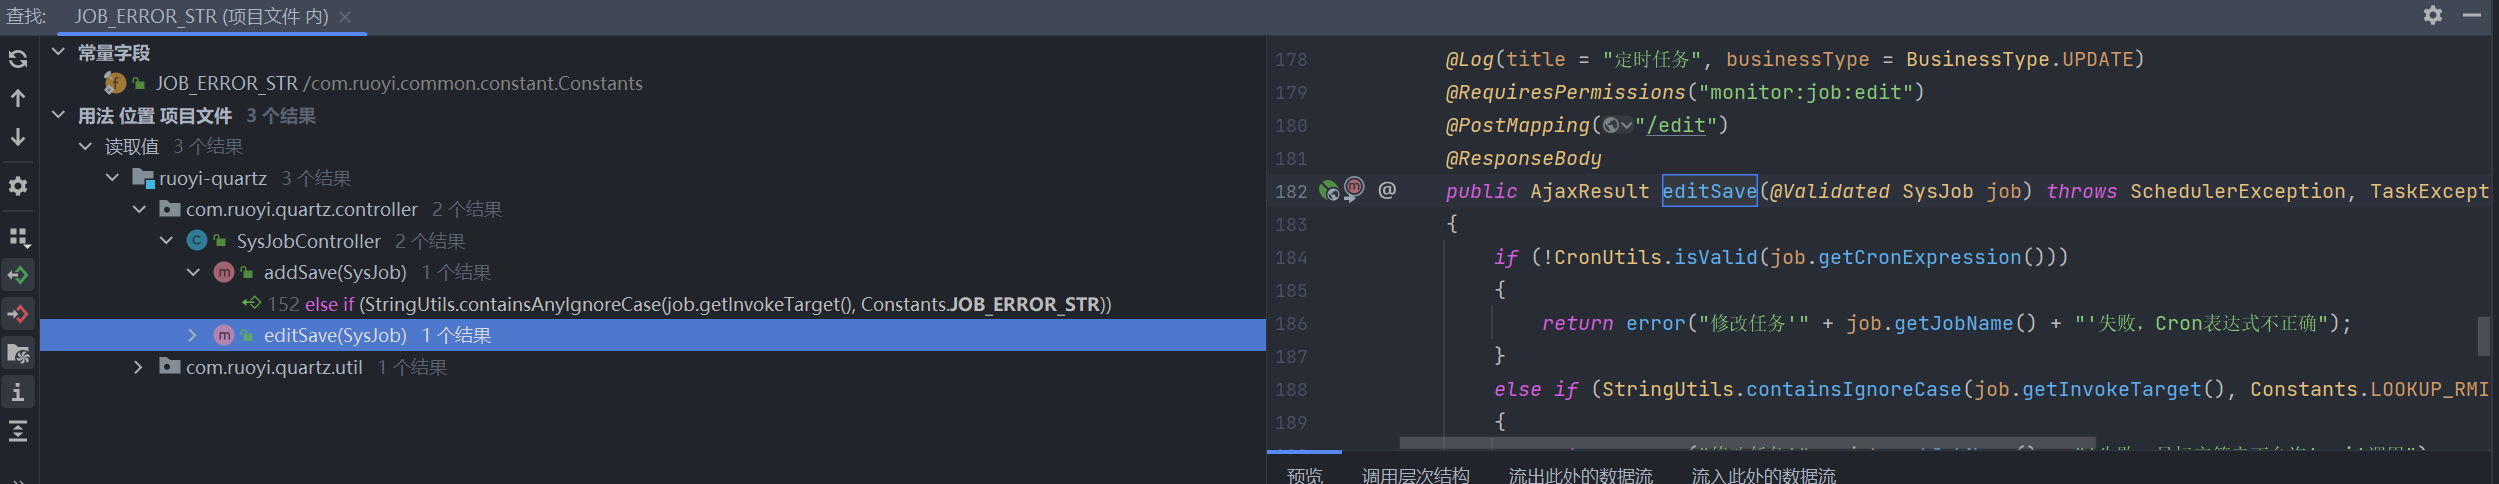 查找: JOB_ERROR_STR (项目文件 内)
常量字段
JOB_ERROR_STR /com.ruoyi.common.constant.Constants
用法 位置 项目文件 3 个结果
读取值 3 个结果
ruoyi-quartz 3 个结果
com.ruoyi.quartz.controller 2 个结果
SysJobController 2 个结果
addSave(SysJob) 1 个结果
152 else if (StringUtils.containsAnyIgnoreCase(job.getInvokeTarget(), Constants.JOB_ERROR_STR))
editSave(SysJob) 1 个结果
com.ruoyi.quartz.util 1 个结果
178 @Log(title = "定时任务", businessType = BusinessType.UPDATE)
179 @RequiresPermissions("monitor:job:edit")
180 @PostMapping("/edit")
181 @ResponseBody
182 @ public AjaxResult editSave(@Validated SysJob job) throws SchedulerException, TaskExcept
183 {
184 if (!CronUtils.isValid(job.getCronExpression()))
185 {
186 return error("修改任务'" + job.getJobName() + "'失败，Cron表达式不正确");
187 }
188 else if (StringUtils.containsIgnoreCase(job.getInvokeTarget(), Constants.LOOKUP_RMI
189 {
预览 调用层次结构 流出此处的数据流 流入此处的数据流